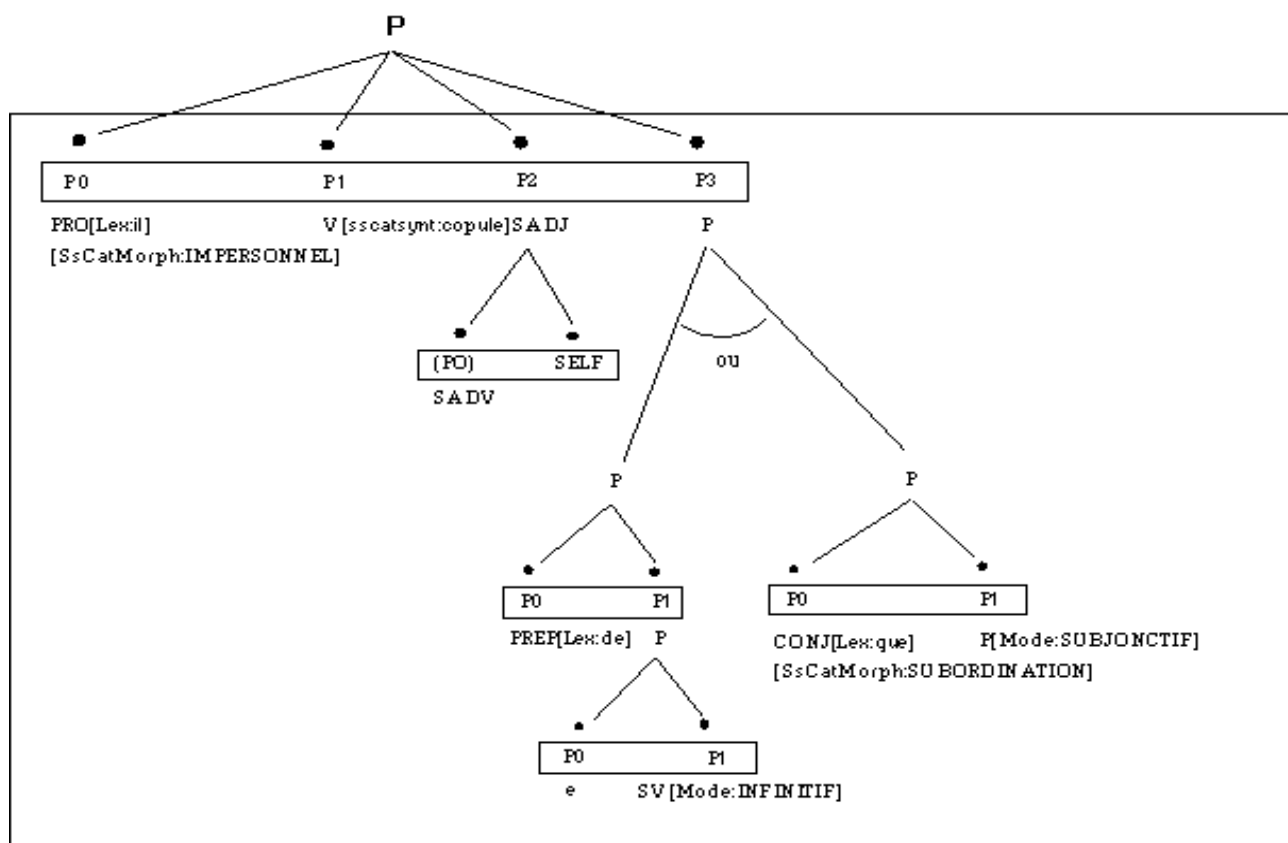 P
P0 P1 P2 P3
PRO[Lex:il] V[sscatsynt:copule]SADJ P
[SsCatMorph:IMPERSONNEL]
(PO) SELF
ou
SADV
P P
P0 P1 P0 P1
PREP[Lex:de] P CONJ[Lex:que] P[Mode:SUBJONCTIF]
[SsCatMorph:SUBORDINATION]
P0 P1
e SV[Mode:INFINITIF]